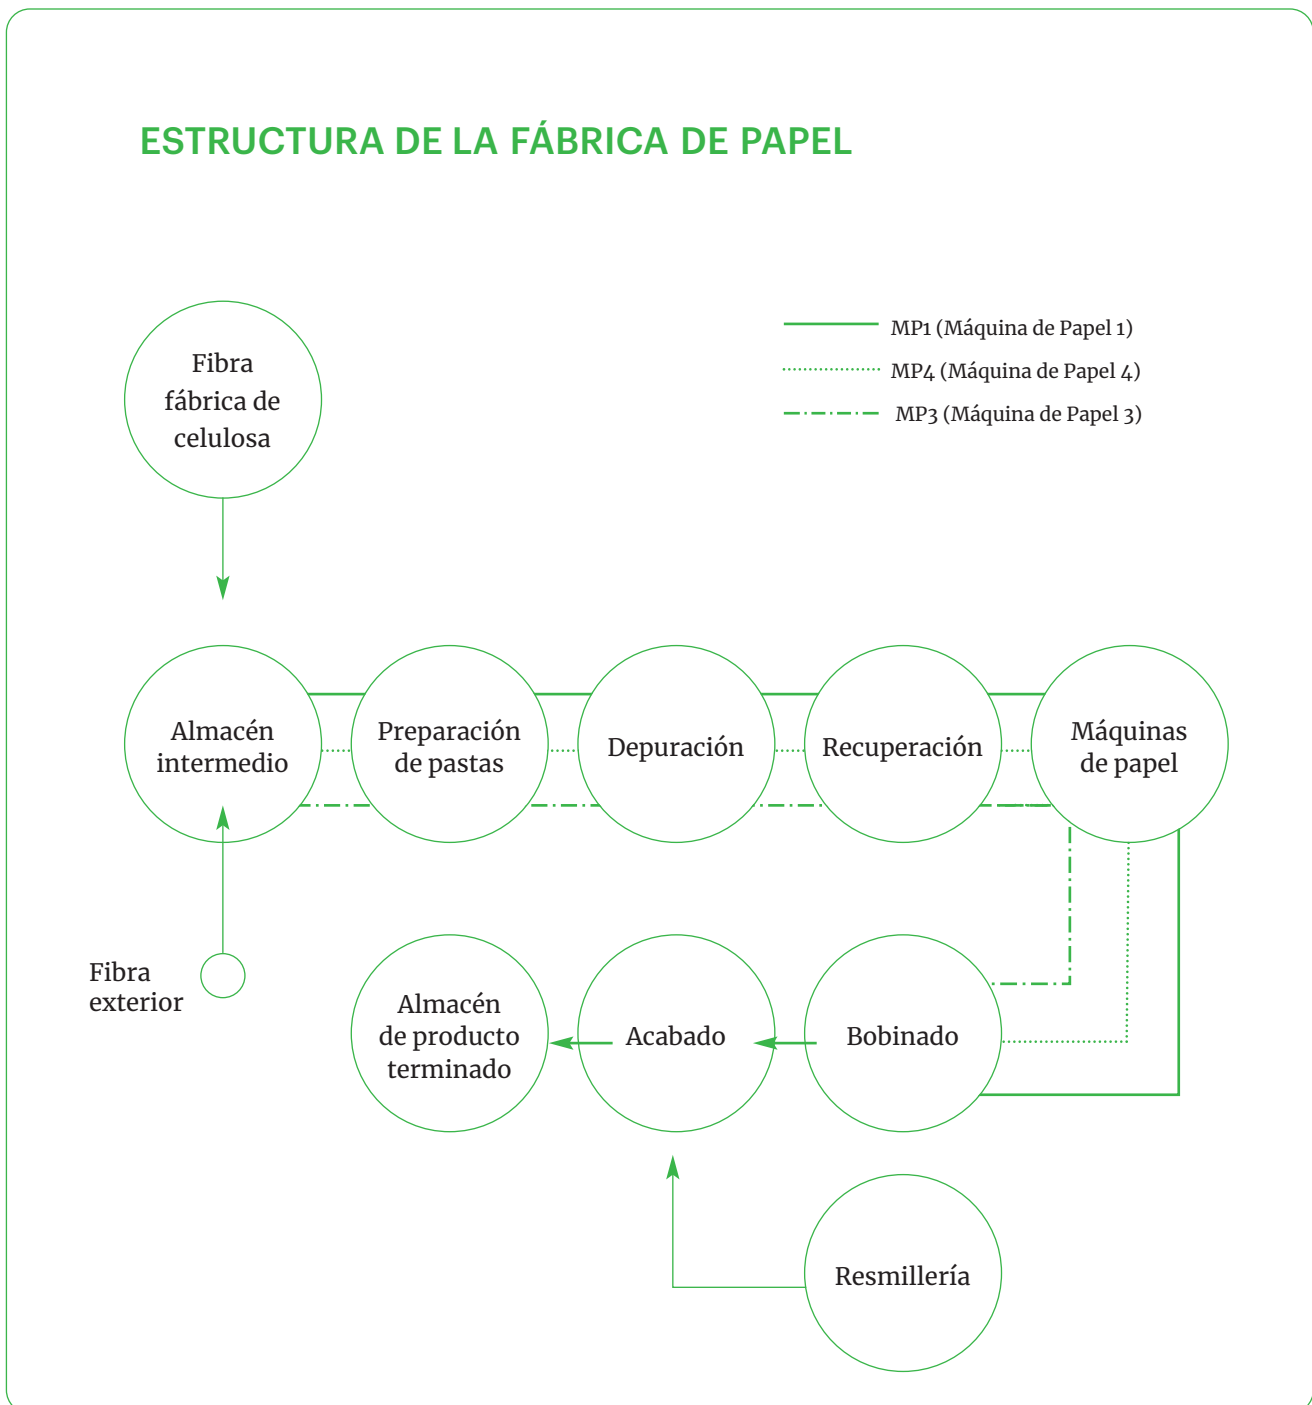 ESTRUCTURA DE LA FÁBRICA DE PAPEL
Fibra
fábrica de
celulosa
MP1 (Máquina de Papel 1)
MP4 (Máquina de Papel 4)
MP3 (Máquina de Papel 3)
Almacén
intermedio
Preparación
de pastas
Depuración
Recuperación
Máquinas
de papel
Fibra
exterior
Almacén
de producto
terminado
Acabado
Bobinado
Resmillería